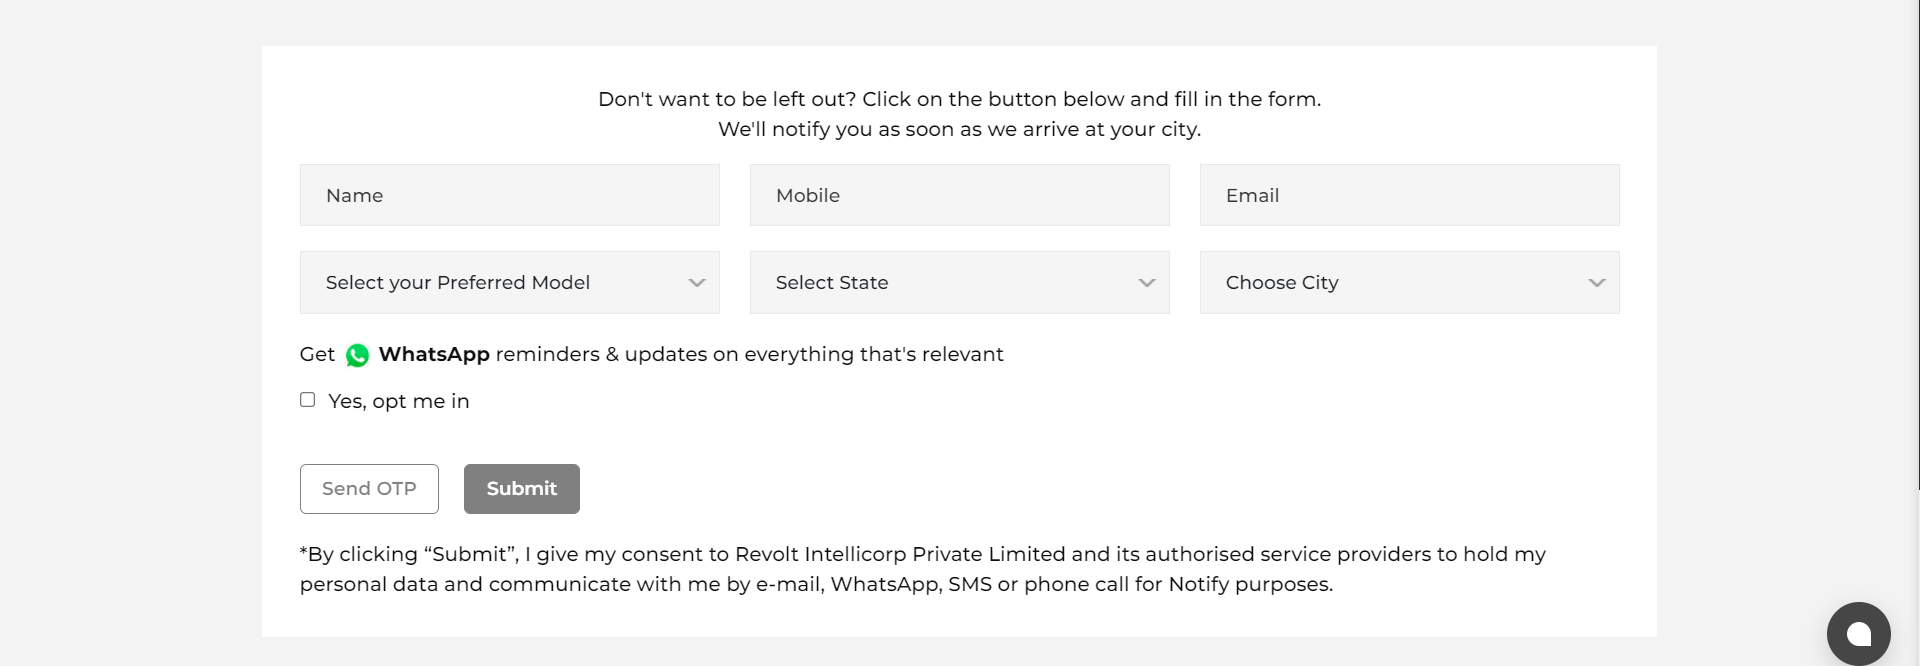 Don't want to be left out? Click on the button below and fill in the form.
We'll notify you as soon as we arrive at your city.
Name
Mobile
Email
Select your Preferred Model
Select State
Choose City
Get WhatsApp reminders & updates on everything that's relevant
Yes, opt me in
Send OTP
Submit
*By clicking “Submit”, I give my consent to Revolt Intellicorp Private Limited and its authorised service providers to hold my
personal data and communicate with me by e-mail, WhatsApp, SMS or phone call for Notify purposes.